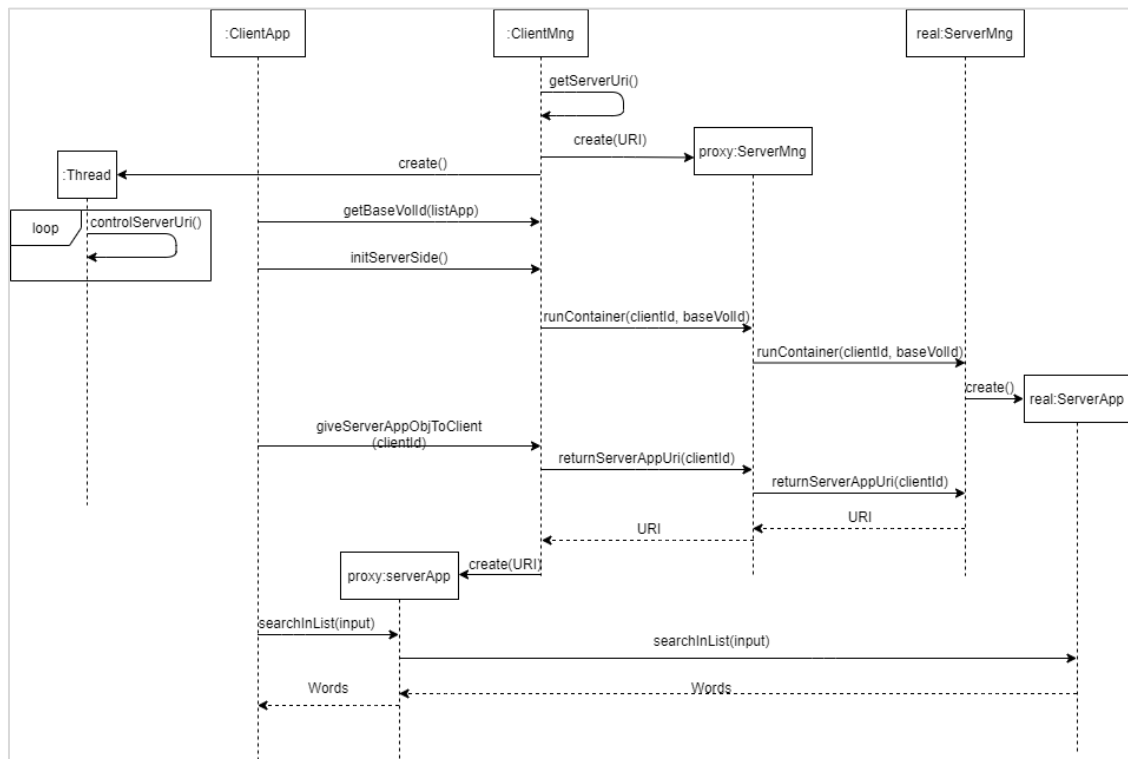 :ClientApp
:ClientMng
real:ServerMng
getServerUri()
create(URI)
proxy:ServerMng
create()
:Thread
getBaseVolId(listApp)
loop
controlServerUri()
initServerSide()
runContainer(clientId, baseVolId)
runContainer(clientId, baseVolId)
create()
real:ServerApp
giveServerAppObjToClient
(clientId)
returnServerAppUri(clientId)
returnServerAppUri(clientId)
URI
URI
create(URI)
proxy:serverApp
searchInList(input)
searchInList(input)
Words
Words